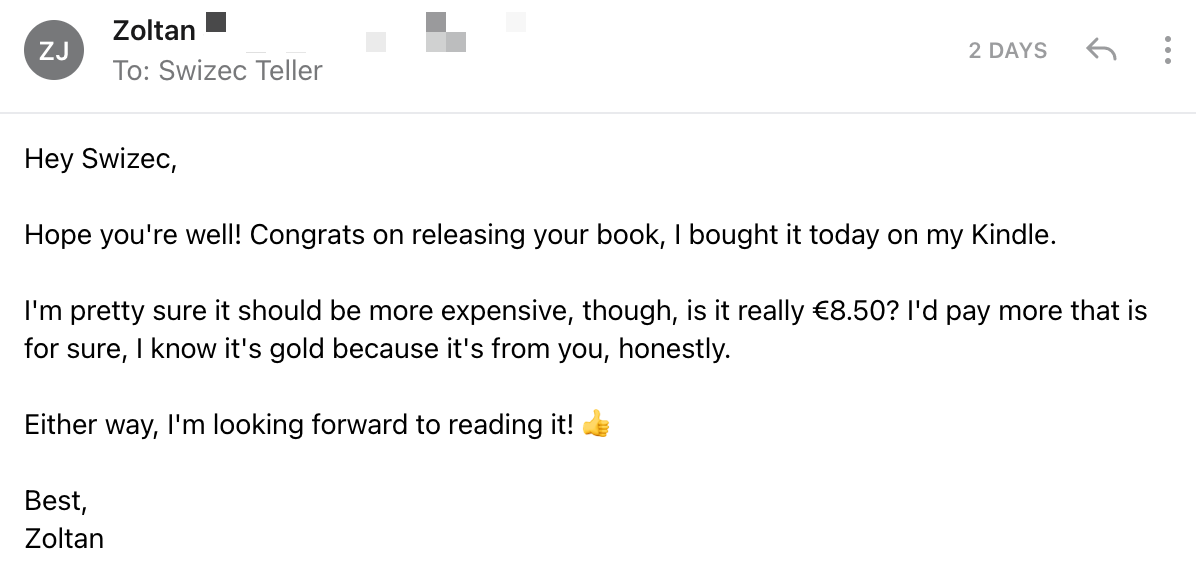 ZJ
Zoltan
To: Swizec Teller
2 DAYS
Hey Swizec,
Hope you're well! Congrats on releasing your book, I bought it today on my Kindle.
I'm pretty sure it should be more expensive, though, is it really €8.50? I'd pay more that is
for sure, I know it's gold because it's from you, honestly.
Either way, I'm looking forward to reading it! 👍
Best,
Zoltan